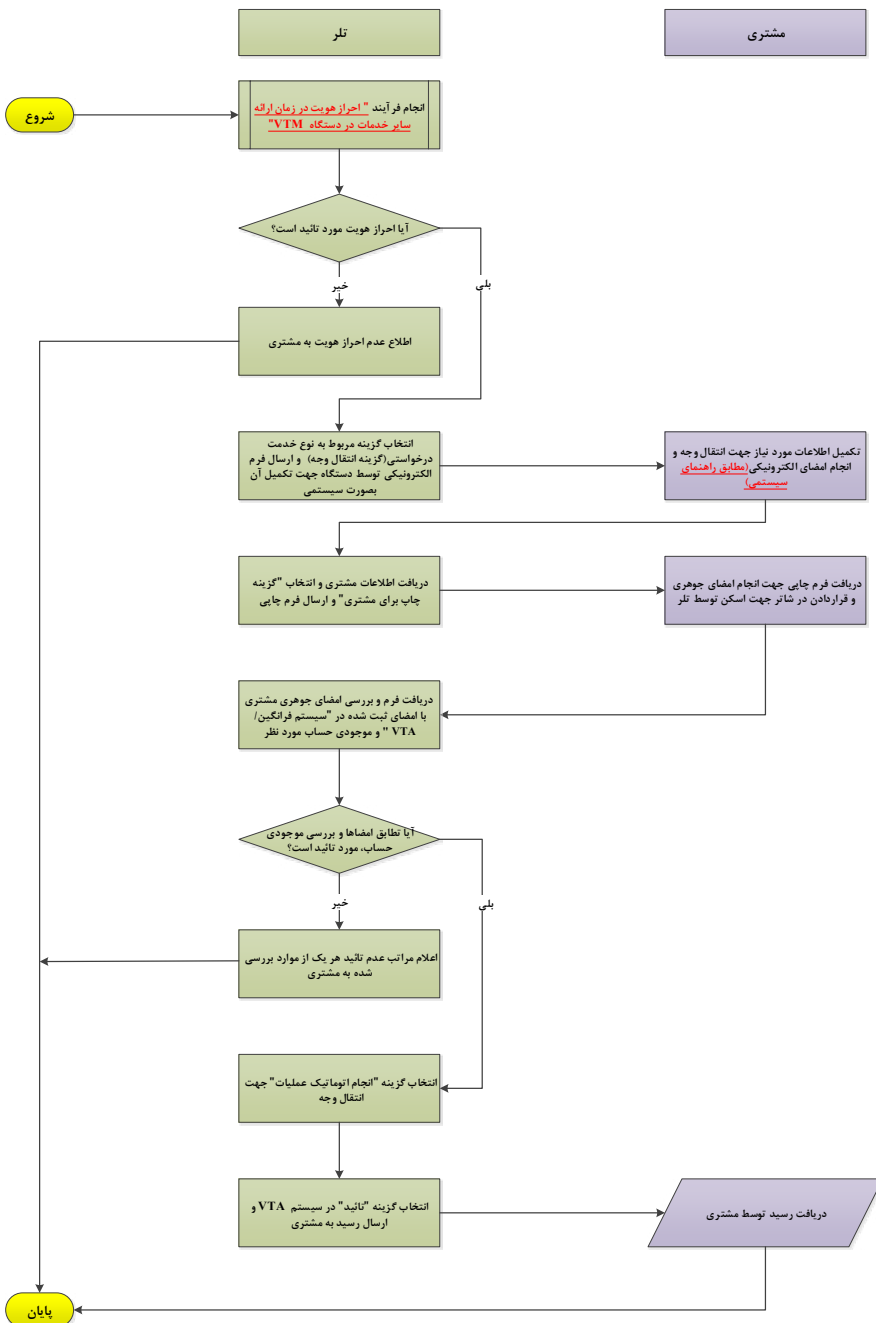 تلر
مشتری
شروع
انجام فرآیند " احراز هویت در زمان ارائه
سایر خدمات در دستگاه VTM"
آیا احراز هویت مورد تائید است؟
بلی
خیر
اطلاع عدم احراز هویت به مشتری
انتخاب گزینه مربوط به نوع خدمت
درخواستی(گزینه انتقال وجه) و ارسال فرم
الکترونیکی توسط دستگاه جهت تکمیل آن
بصورت سیستمی
تکمیل اطلاعات مورد نیاز جهت انتقال وجه و
انجام امضای الکترونیکی(مطابق راهنمای
سیستمی)
دریافت اطلاعات مشتری و انتخاب "گزینه
چاپ برای مشتری" و ارسال فرم چاپی
دریافت فرم چاپی جهت انجام امضای جوهری
و قراردادن در شاتر جهت اسکن توسط تلر
دریافت فرم و بررسی امضای جوهری مشتری
با امضای ثبت شده در "سیستم فرانگین/
VTA " و موجودی حساب مورد نظر
آیا تطابق امضاها و بررسی موجودی
حساب، مورد تائید است؟
خیر
بلی
اعلام مراتب عدم تائید هر یک از موارد بررسی
شده به مشتری
انتخاب گزینه "انجام اتوماتیک عملیات" جهت
انتقال وجه
انتخاب گزینه "تائید" در سیستم VTA و
ارسال رسید به مشتری
دریافت رسید توسط مشتری
پایان